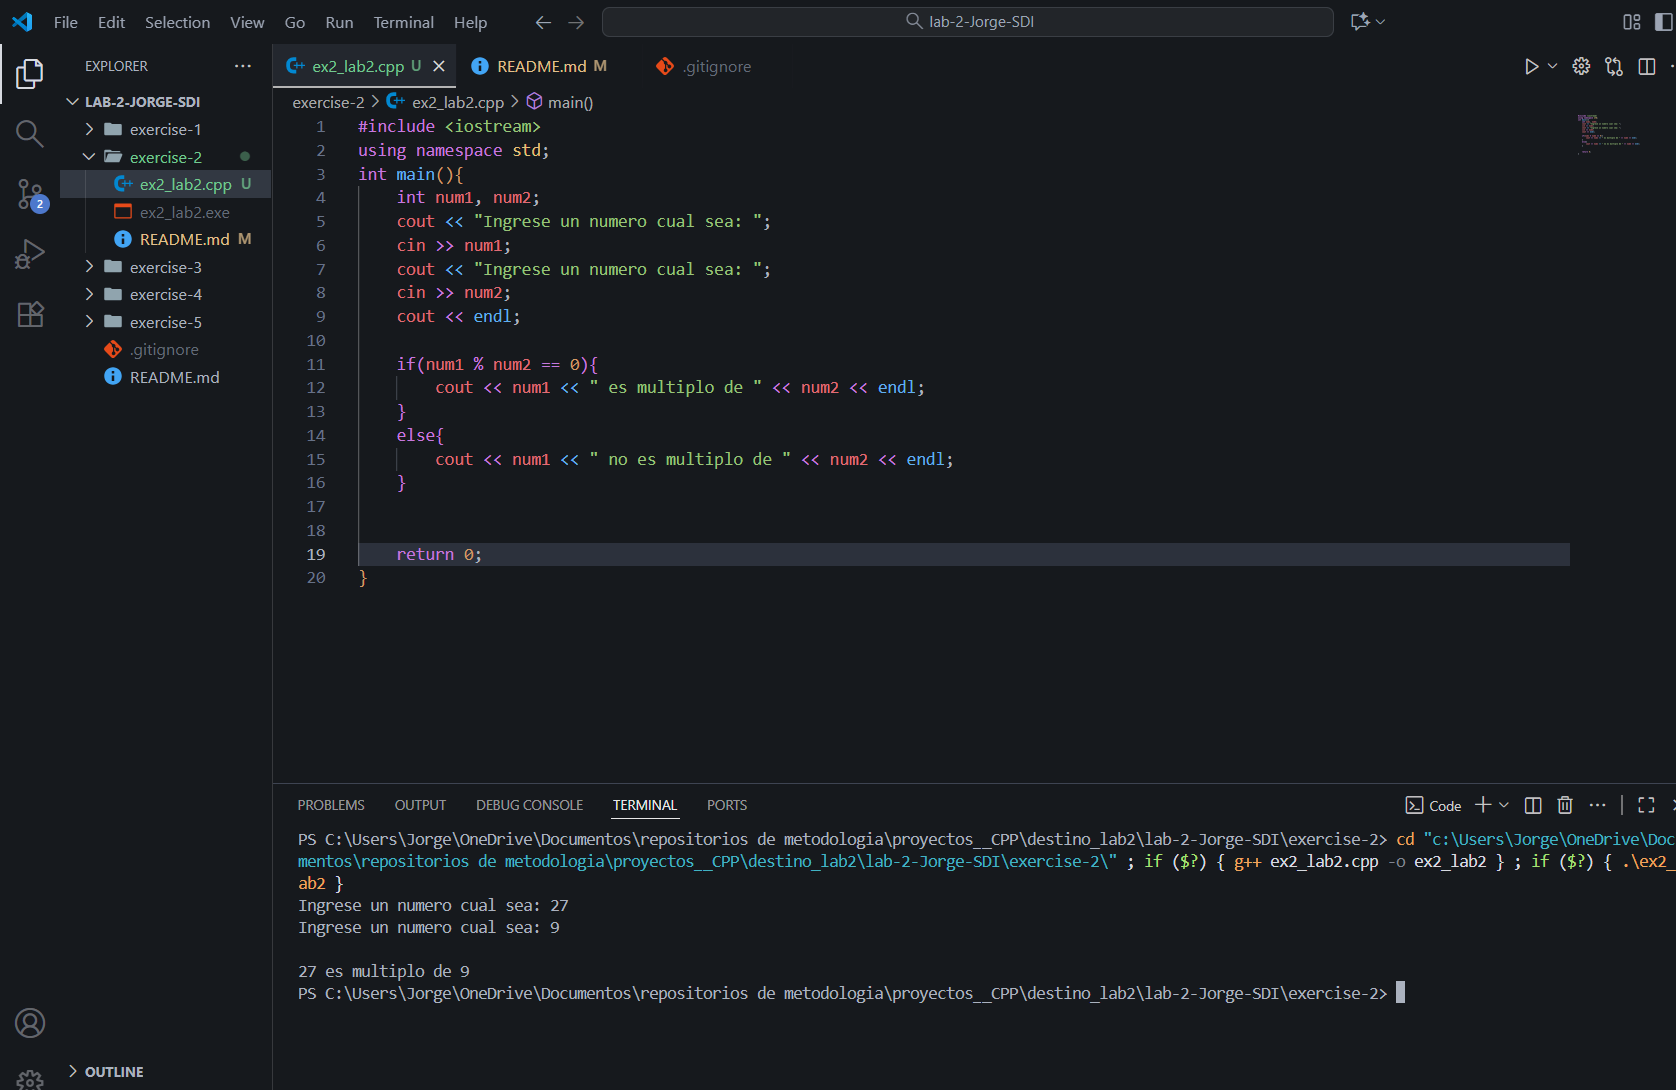 File Edit Selection View Go Run Terminal Help
lab-2-Jorge-SDI
EXPLORER
LAB-2-JORGE-SDI
exercise-1
exercise-2
ex2_lab2.cpp U
ex2_lab2.exe
README.md M
exercise-3
exercise-4
exercise-5
.gitignore
README.md
2
OUTLINE
ex2_lab2.cpp U
README.md M
.gitignore
exercise-2 > ex2_lab2.cpp > main()
1 #include <iostream>
2 using namespace std;
3 int main(){
4     int num1, num2;
5     cout << "Ingrese un numero cual sea: ";
6     cin >> num1;
7     cout << "Ingrese un numero cual sea: ";
8     cin >> num2;
9     cout << endl;
10
11     if(num1 % num2 == 0){
12         cout << num1 << " es multiplo de " << num2 << endl;
13     }
14     else{
15         cout << num1 << " no es multiplo de " << num2 << endl;
16     }
17
18
19     return 0;
20 }
PROBLEMS OUTPUT DEBUG CONSOLE TERMINAL PORTS
Code
PS C:\Users\Jorge\OneDrive\Documentos\repositorios de metodologia\proyectos__CPP\destino_lab2\lab-2-Jorge-SDI\exercise-2> cd "c:\Users\Jorge\OneDrive\Doc
mentos\repositorios de metodologia\proyectos__CPP\destino_lab2\lab-2-Jorge-SDI\exercise-2\" ; if ($?) { g++ ex2_lab2.cpp -o ex2_lab2 } ; if ($?) { .\ex2_
ab2 }
Ingrese un numero cual sea: 27
Ingrese un numero cual sea: 9
27 es multiplo de 9
PS C:\Users\Jorge\OneDrive\Documentos\repositorios de metodologia\proyectos__CPP\destino_lab2\lab-2-Jorge-SDI\exercise-2>